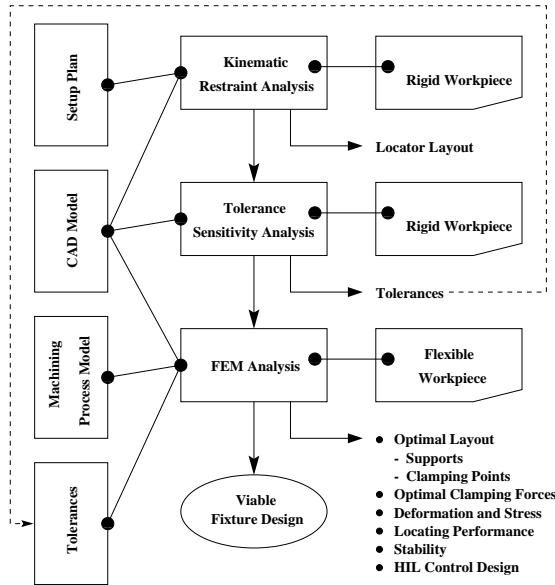 Setup Plan
Kinematic
Restraint Analysis
Rigid Workpiece
Locator Layout
CAD Model
Tolerance
Sensitivity Analysis
Rigid Workpiece
Tolerances
Machining
Process Model
FEM Analysis
Flexible
Workpiece
Tolerances
Viable
Fixture Design
Optimal Layout
- Supports
- Clamping Points
Optimal Clamping Forces
Deformation and Stress
Locating Performance
Stability
HIL Control Design